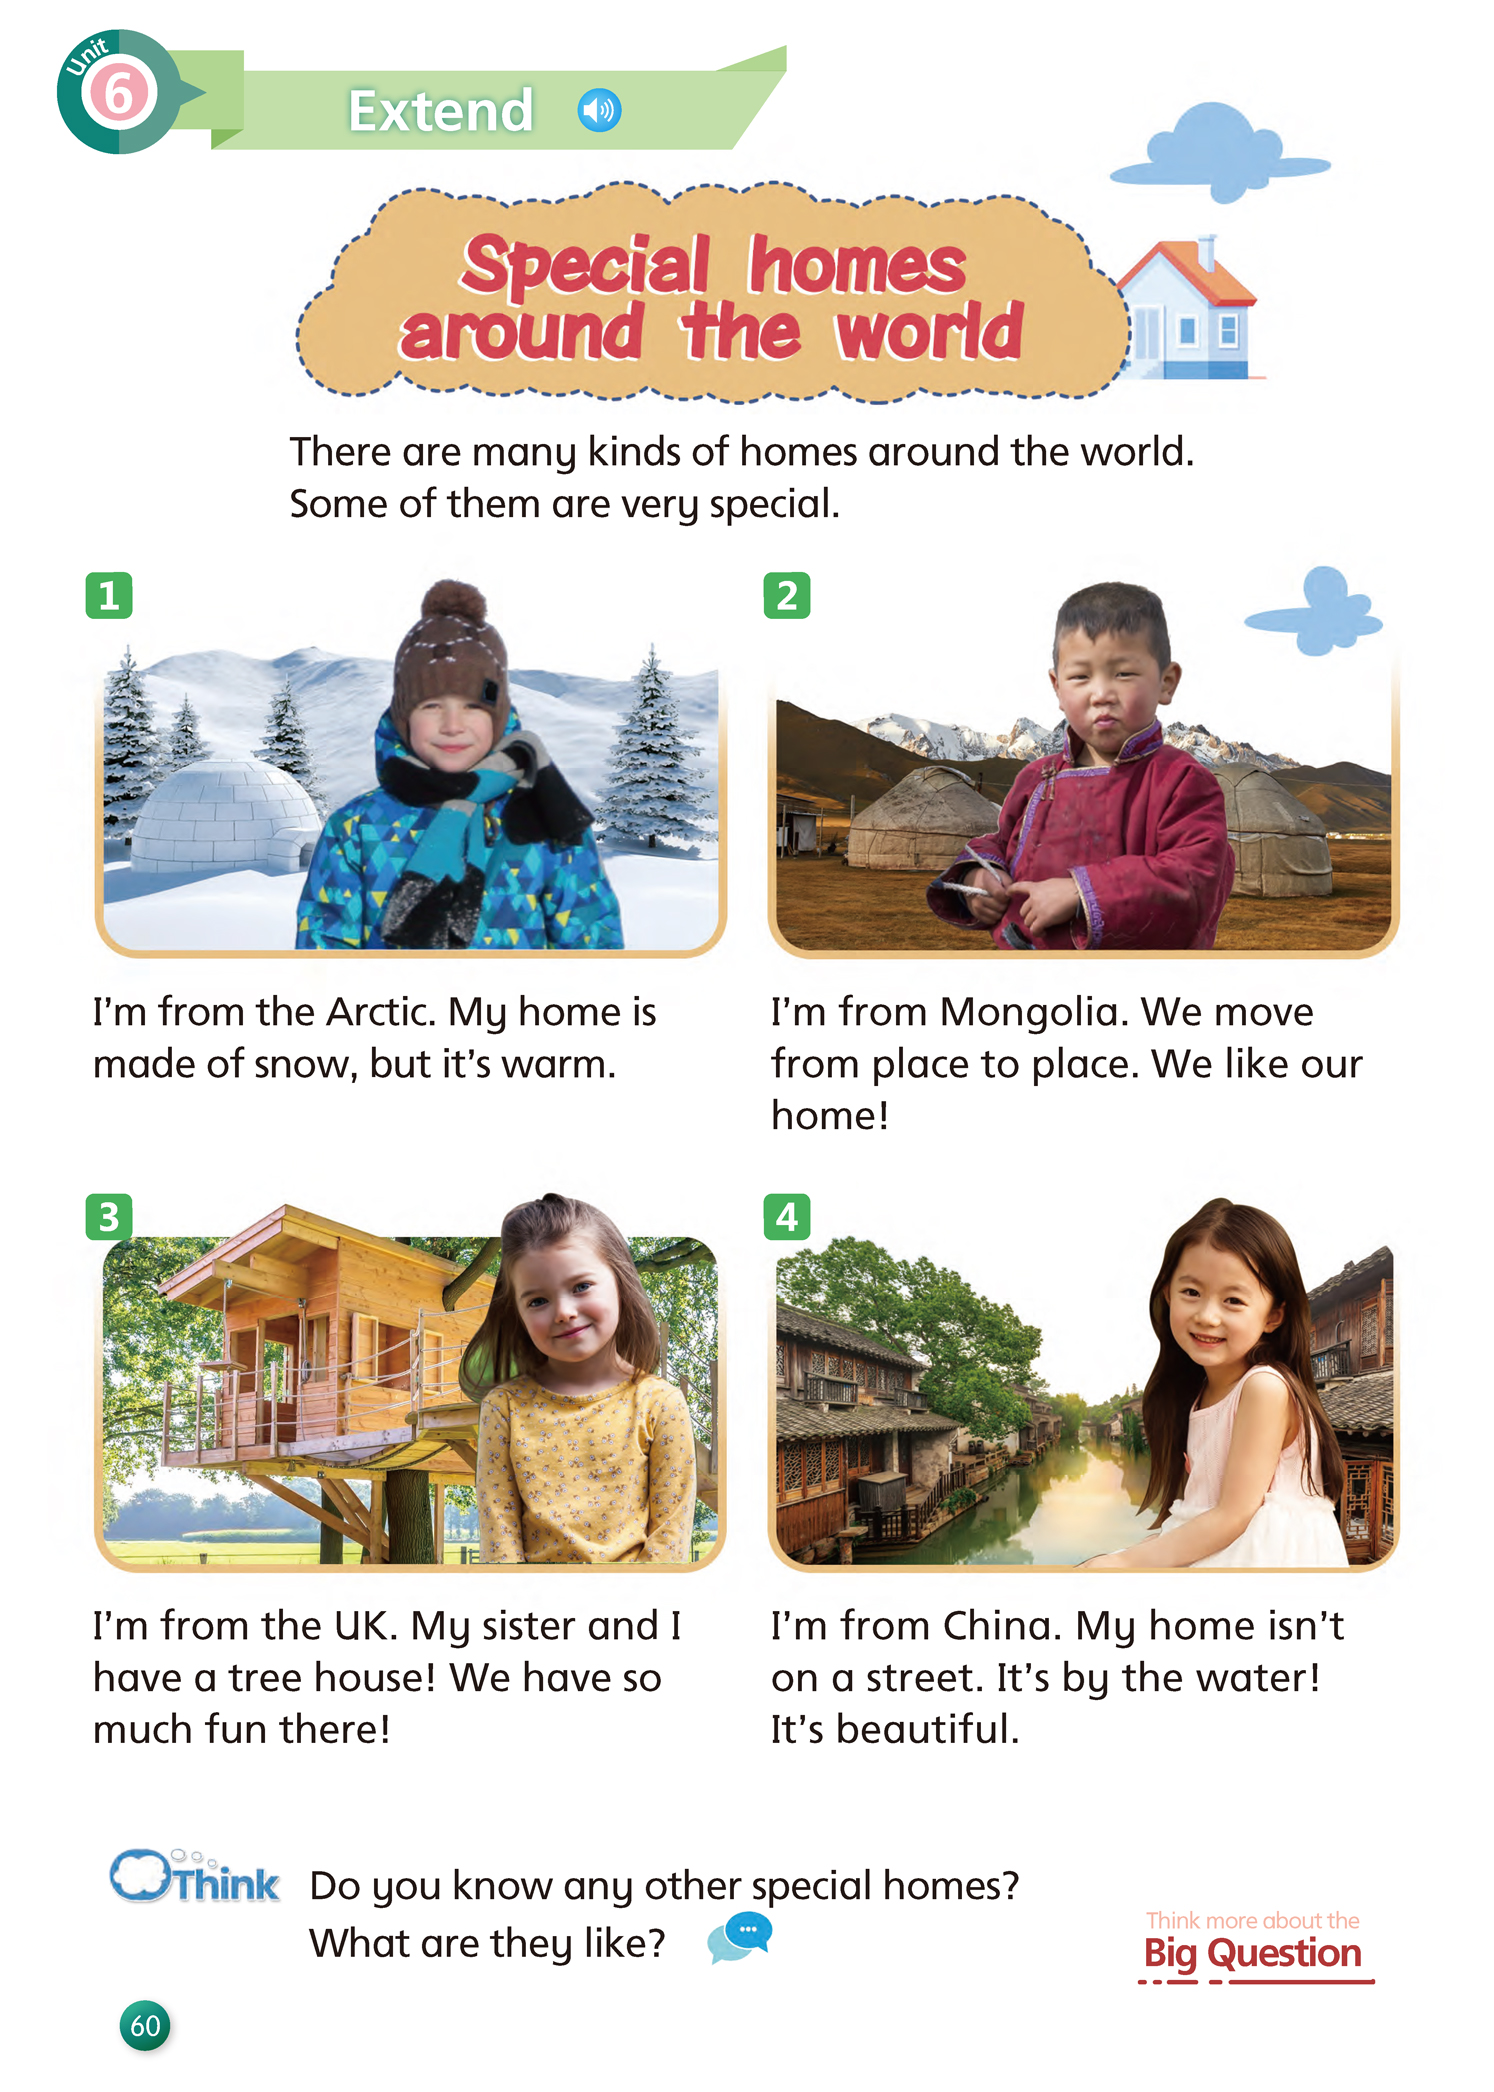 Unit
6
Extend
Special homes
around the world
There are many kinds of homes around the world.
Some of them are very special.
1
I'm from the Arctic. My home is
made of snow, but it's warm.
2
I'm from Mongolia. We move
from place to place. We like our
home!
3
I'm from the UK. My sister and I
have a tree house! We have so
much fun there!
4
I'm from China. My home isn't
on a street. It's by the water!
It's beautiful.
Think
Do you know any other special homes?
What are they like?
Think more about the
Big Question
60